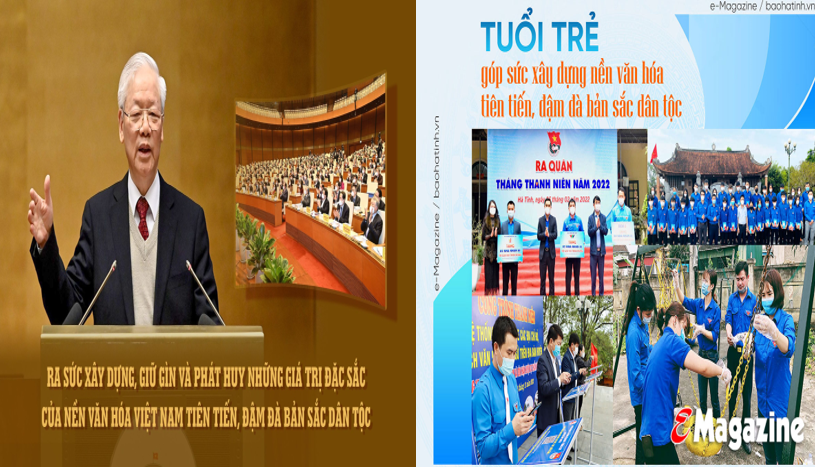 RA SỨC XÂY DỰNG, GIỮ GÌN VÀ PHÁT HUY NHỮNG GIÁ TRỊ ĐẶC SẮC
CỦA NỀN VĂN HÓA VIỆT NAM TIÊN TIẾN, ĐẬM ĐÀ BẢN SẮC DÂN TỘC
e-Magazine / baohatinh.vn
TUỔI TRẺ
góp sức xây dựng nền văn hóa
tiên tiến, đậm đà bản sắc dân tộc
e-Magazine / baohatinh.vn
RA QUÂN
THÁNG THANH NIÊN NĂM 2022
eMagazine